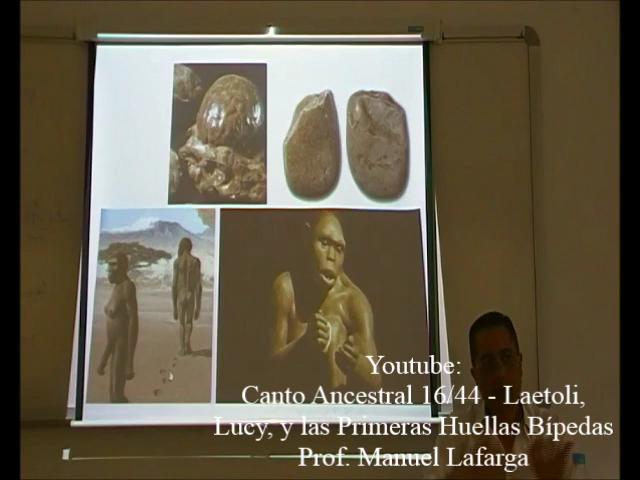 Youtube:
Canto Ancestral 16/44 - Laetoli,
Lucy, y las Primeras Huellas Bípedas
Prof. Manuel Lafarga